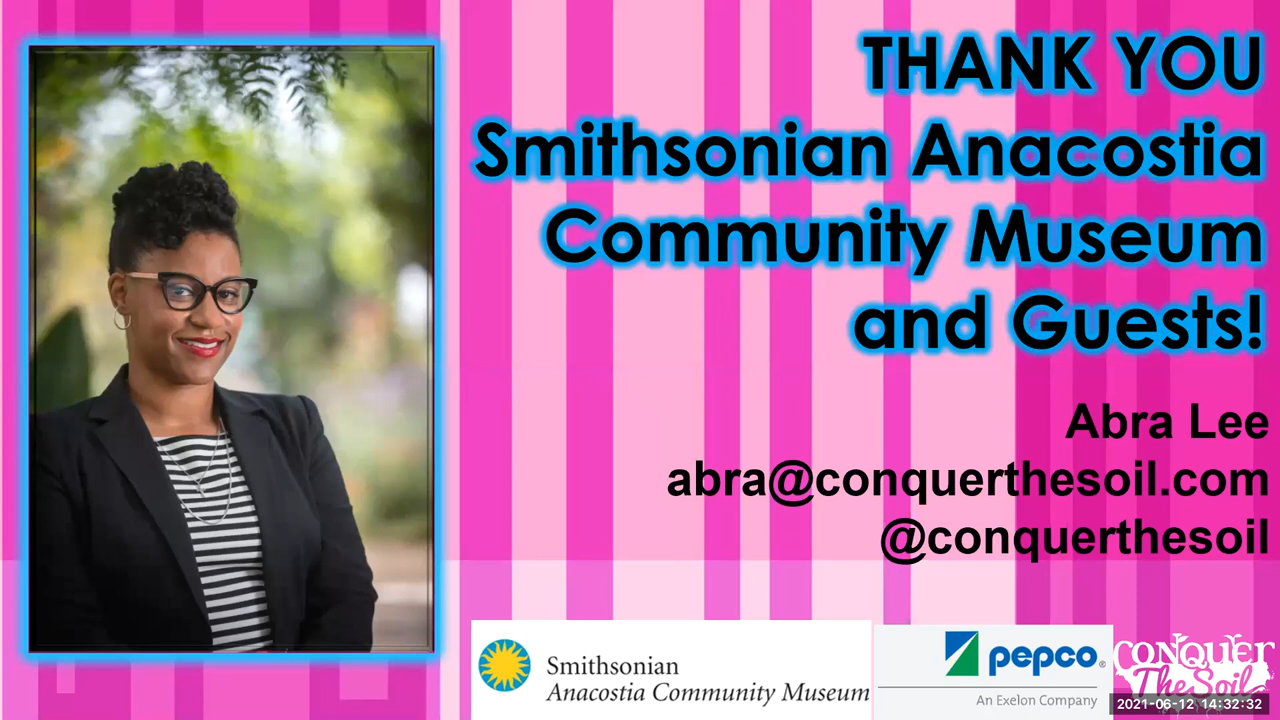 THANK YOU
Smithsonian Anacostia
Community Museum
and Guests!
Abra Lee
abra@conquerthesoil.com
@conquerthesoil
Smithsonian
Anacostia Community Museum
pepco®
An Exelon Company
CONQUER
The Soil
2021-06-12 14:32:32